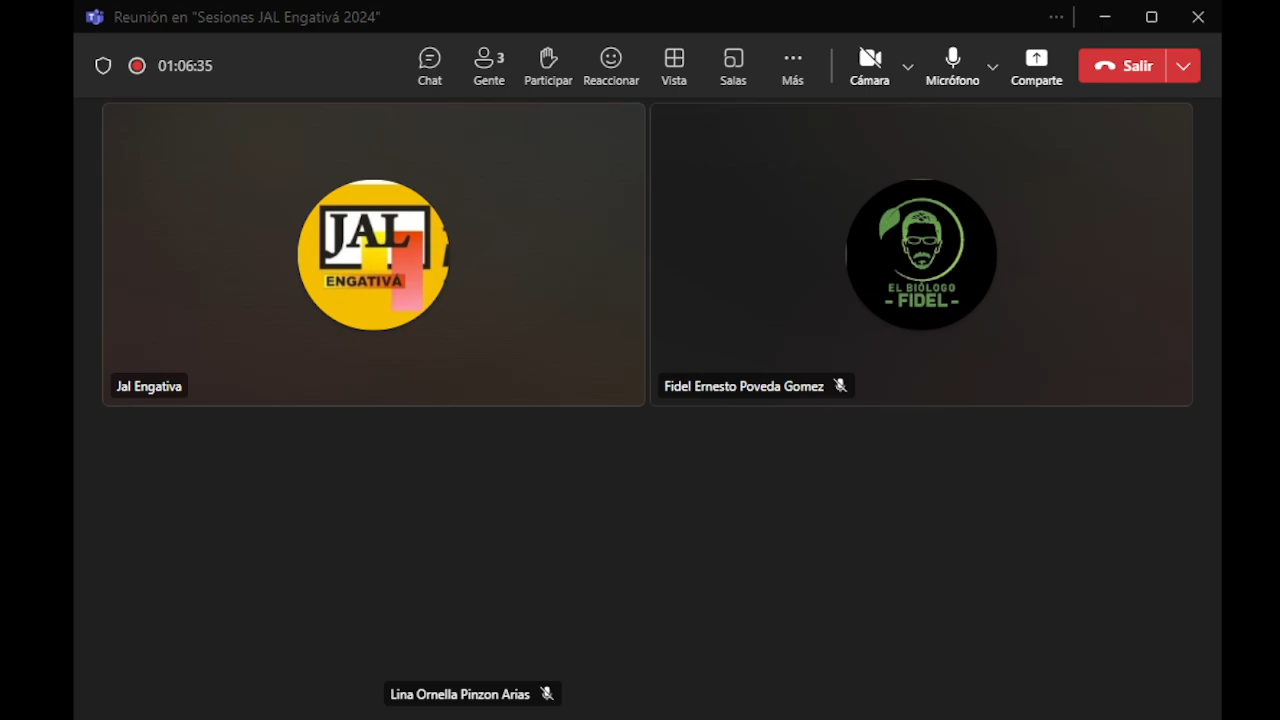 Reunión en "Sesiones JAL Engativá 2024"
01:06:35
Chat
Gente
3
Participar
Reaccionar
Vista
Salas
Más
Cámara
Micrófono
Comparte
Salir
JAL
ENGATIVÁ
EL BIÓLOGO
- FIDEL -
Jal Engativa
Fidel Ernesto Poveda Gomez
Lina Ornella Pinzon Arias